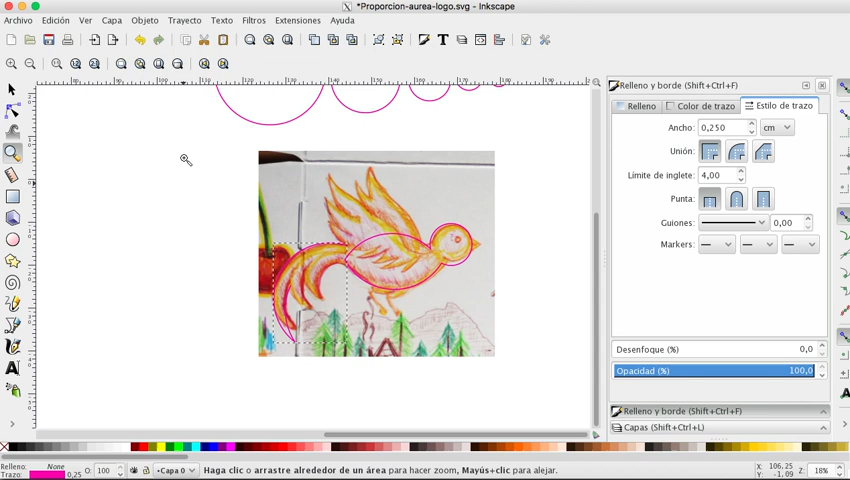 *Proporcion-aurea-logo.svg - Inkscape
Archivo Edición Ver Capa Objeto Trayecto Texto Filtros Extensiones Ayuda
Relleno y borde (Shift+Ctrl+F)
Relleno Color de trazo Estilo de trazo
Ancho: 0,250 cm
Unión:
Límite de inglete: 4,00
Punta:
Guiones: 0,00
Markers:
Desenfoque (%) 0,0
Opacidad (%) 100,0
Relleno y borde (Shift+Ctrl+F)
Capas (Shift+Ctrl+L)
Relleno: None
Trazo: 0,25
O: 100
•Capa 0
Haga clic o arrastre alrededor de un área para hacer zoom, Mayús+clic para alejar.
X: 106,25
Y: -1,09
Z: 18%